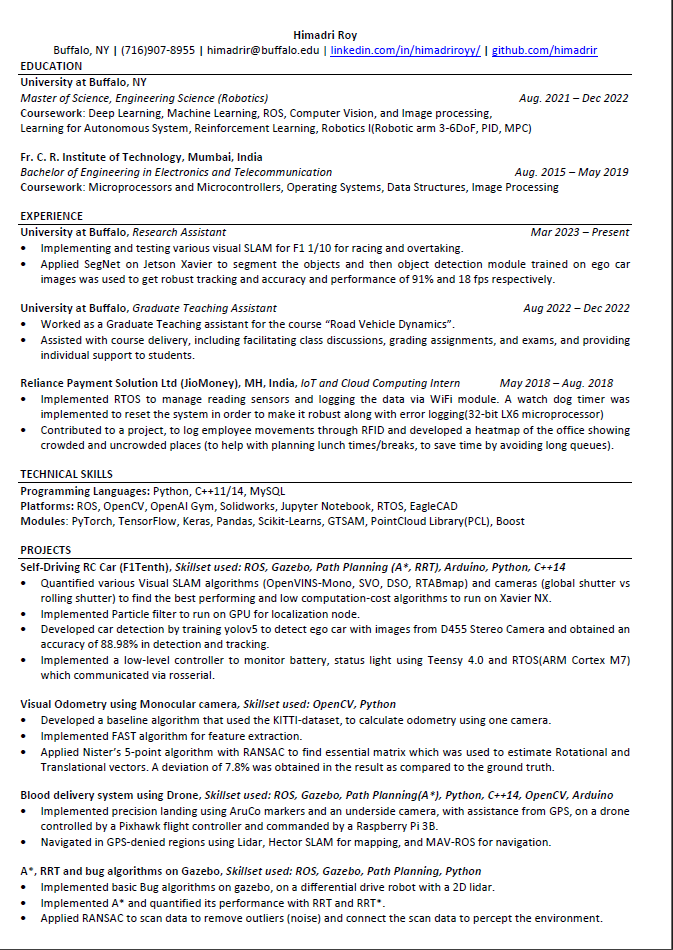 Himadri Roy
Buffalo, NY | (716)907-8955 | himadrir@buffalo.edu | linkedin.com/in/himadriroyy/ | github.com/himadrir
EDUCATION
University at Buffalo, NY
Master of Science, Engineering Science (Robotics) Aug. 2021 – Dec 2022
Coursework: Deep Learning, Machine Learning, ROS, Computer Vision, and Image processing,
Learning for Autonomous System, Reinforcement Learning, Robotics I(Robotic arm 3-6DoF, PID, MPC)
Fr. C. R. Institute of Technology, Mumbai, India
Bachelor of Engineering in Electronics and Telecommunication Aug. 2015 – May 2019
Coursework: Microprocessors and Microcontrollers, Operating Systems, Data Structures, Image Processing
EXPERIENCE
University at Buffalo, Research Assistant Mar 2023 – Present
• Implementing and testing various visual SLAM for F1 1/10 for racing and overtaking.
• Applied SegNet on Jetson Xavier to segment the objects and then object detection module trained on ego car
images was used to get robust tracking and accuracy and performance of 91% and 18 fps respectively.
University at Buffalo, Graduate Teaching Assistant Aug 2022 – Dec 2022
• Worked as a Graduate Teaching assistant for the course “Road Vehicle Dynamics”.
• Assisted with course delivery, including facilitating class discussions, grading assignments, and exams, and providing
individual support to students.
Reliance Payment Solution Ltd (JioMoney), MH, India, IoT and Cloud Computing Intern May 2018 – Aug. 2018
• Implemented RTOS to manage reading sensors and logging the data via WiFi module. A watch dog timer was
implemented to reset the system in order to make it robust along with error logging(32-bit LX6 microprocessor)
• Contributed to a project, to log employee movements through RFID and developed a heatmap of the office showing
crowded and uncrowded places (to help with planning lunch times/breaks, to save time by avoiding long queues).
TECHNICAL SKILLS
Programming Languages: Python, C++11/14, MySQL
Platforms: ROS, OpenCV, OpenAI Gym, Solidworks, Jupyter Notebook, RTOS, EagleCAD
Modules: PyTorch, TensorFlow, Keras, Pandas, Scikit-Learns, GTSAM, PointCloud Library(PCL), Boost
PROJECTS
Self-Driving RC Car (F1Tenth), Skillset used: ROS, Gazebo, Path Planning (A*, RRT), Arduino, Python, C++14
• Quantified various Visual SLAM algorithms (OpenVINS-Mono, SVO, DSO, RTABmap) and cameras (global shutter vs
rolling shutter) to find the best performing and low computation-cost algorithms to run on Xavier NX.
• Implemented Particle filter to run on GPU for localization node.
• Developed car detection by training yolov5 to detect ego car with images from D455 Stereo Camera and obtained an
accuracy of 88.98% in detection and tracking.
• Implemented a low-level controller to monitor battery, status light using Teensy 4.0 and RTOS(ARM Cortex M7)
which communicated via rosserial.
Visual Odometry using Monocular camera, Skillset used: OpenCV, Python
• Developed a baseline algorithm that used the KITTI-dataset, to calculate odometry using one camera.
• Implemented FAST algorithm for feature extraction.
• Applied Nister’s 5-point algorithm with RANSAC to find essential matrix which was used to estimate Rotational and
Translational vectors. A deviation of 7.8% was obtained in the result as compared to the ground truth.
Blood delivery system using Drone, Skillset used: ROS, Gazebo, Path Planning(A*), Python, C++14, OpenCV, Arduino
• Implemented precision landing using AruCo markers and an underside camera, with assistance from GPS, on a drone
controlled by a Pixhawk flight controller and commanded by a Raspberry Pi 3B.
• Navigated in GPS-denied regions using Lidar, Hector SLAM for mapping, and MAV-ROS for navigation.
A*, RRT and bug algorithms on Gazebo, Skillset used: ROS, Gazebo, Path Planning, Python
• Implemented basic Bug algorithms on gazebo, on a differential drive robot with a 2D lidar.
• Implemented A* and quantified its performance with RRT and RRT*.
• Applied RANSAC to scan data to remove outliers (noise) and connect the scan data to percept the environment.